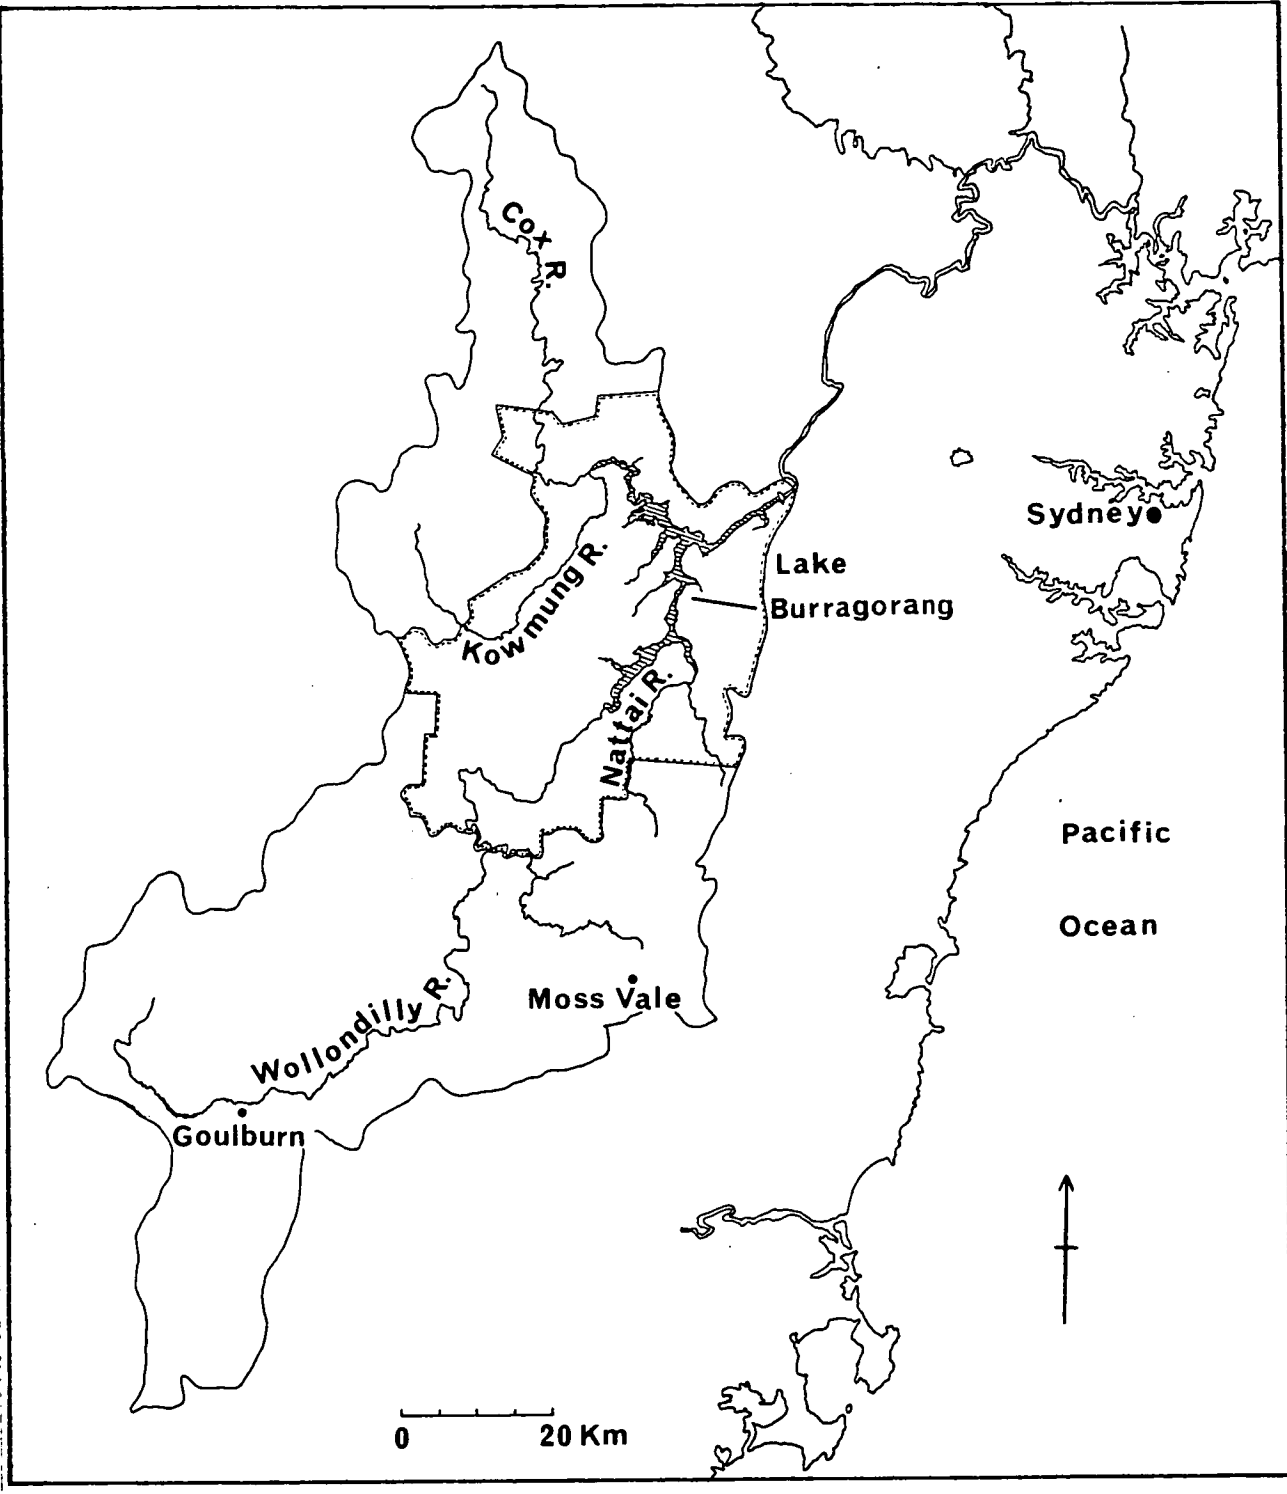 Cox R.
Sydney
Lake
Burragorang
Kowmung R.
Nattai R.
Pacific
Ocean
Moss Vale
Wollondilly R.
Goulburn
0 20 Km